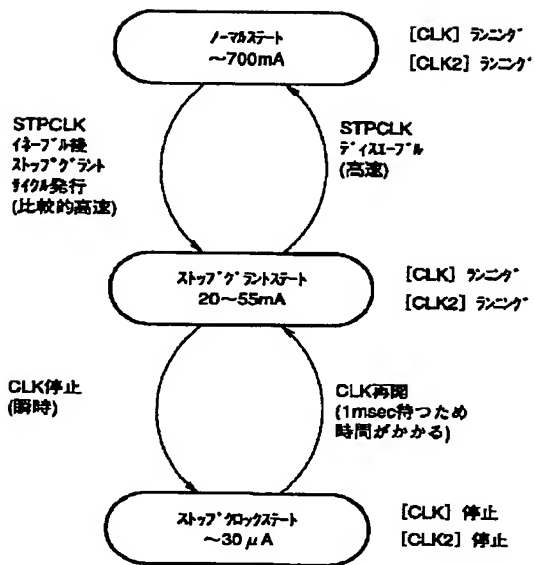 ノーマルステート
～700mA
[CLK] ランニング
[CLK2] ランニング
STPCLK
イネーブル後
ストップグラント
サイクル発行
(比較的高速)
STPCLK
ディスエーブル
(高速)
ストップグラントステート
20～55mA
[CLK] ランニング
[CLK2] ランニング
CLK停止
(瞬時)
CLK再開
(1msec待つため
時間がかかる)
ストップクロックステート
～30μA
[CLK] 停止
[CLK2] 停止